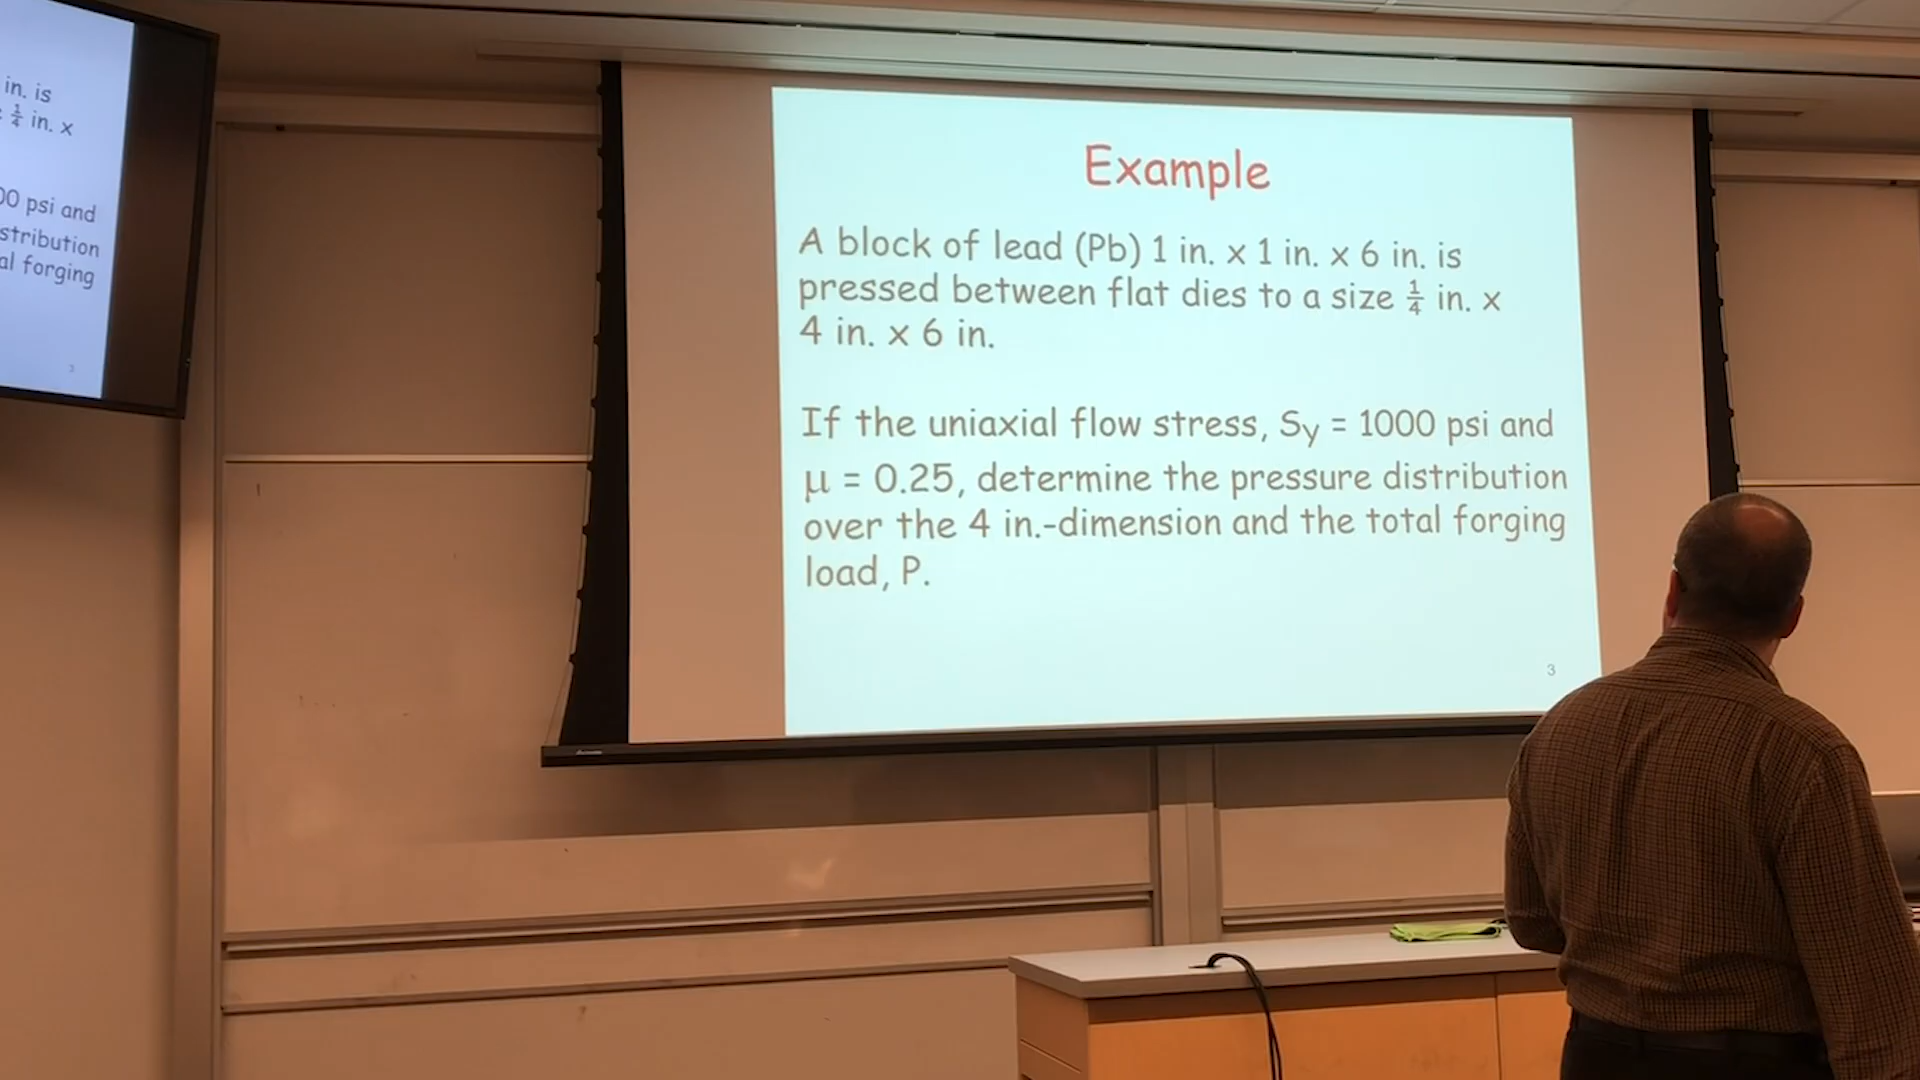 in. is
1/4 in. x
psi and
al forging
Example
A block of lead (Pb) 1 in. x 1 in. x 6 in. is
pressed between flat dies to a size 1/4 in. x
4 in. x 6 in.
If the uniaxial flow stress, Sy = 1000 psi and
μ = 0.25, determine the pressure distribution
over the 4 in.-dimension and the total forging
load, P.
3